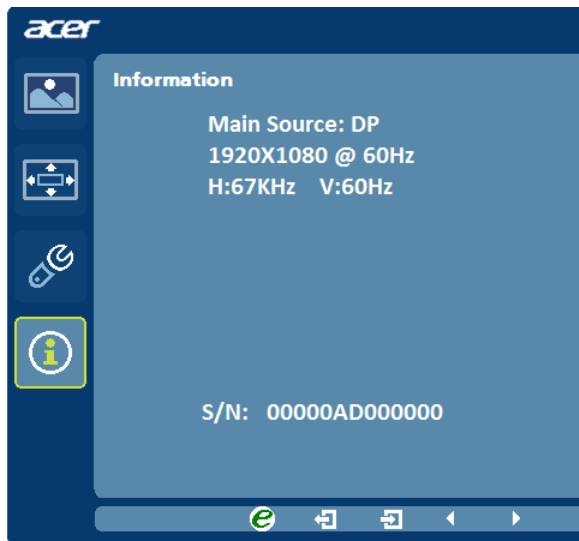 acer
Information
Main Source: DP
1920X1080 @ 60Hz
H:67KHz V:60Hz
S/N: 00000AD000000
e